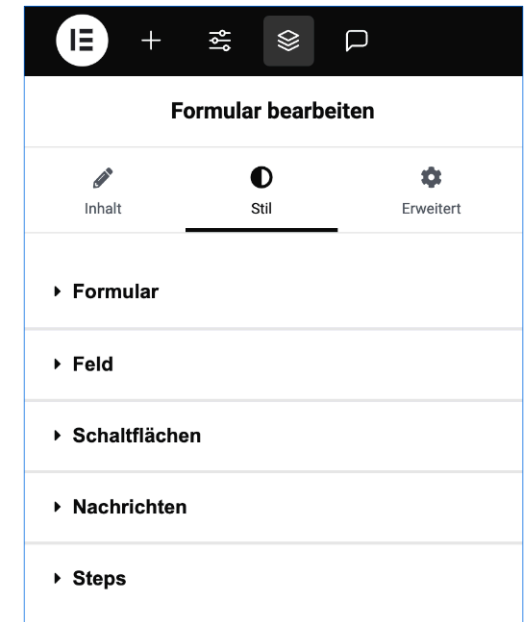 Formular bearbeiten
Inhalt
Stil
Erweitert
Formular
Feld
Schaltflächen
Nachrichten
Steps